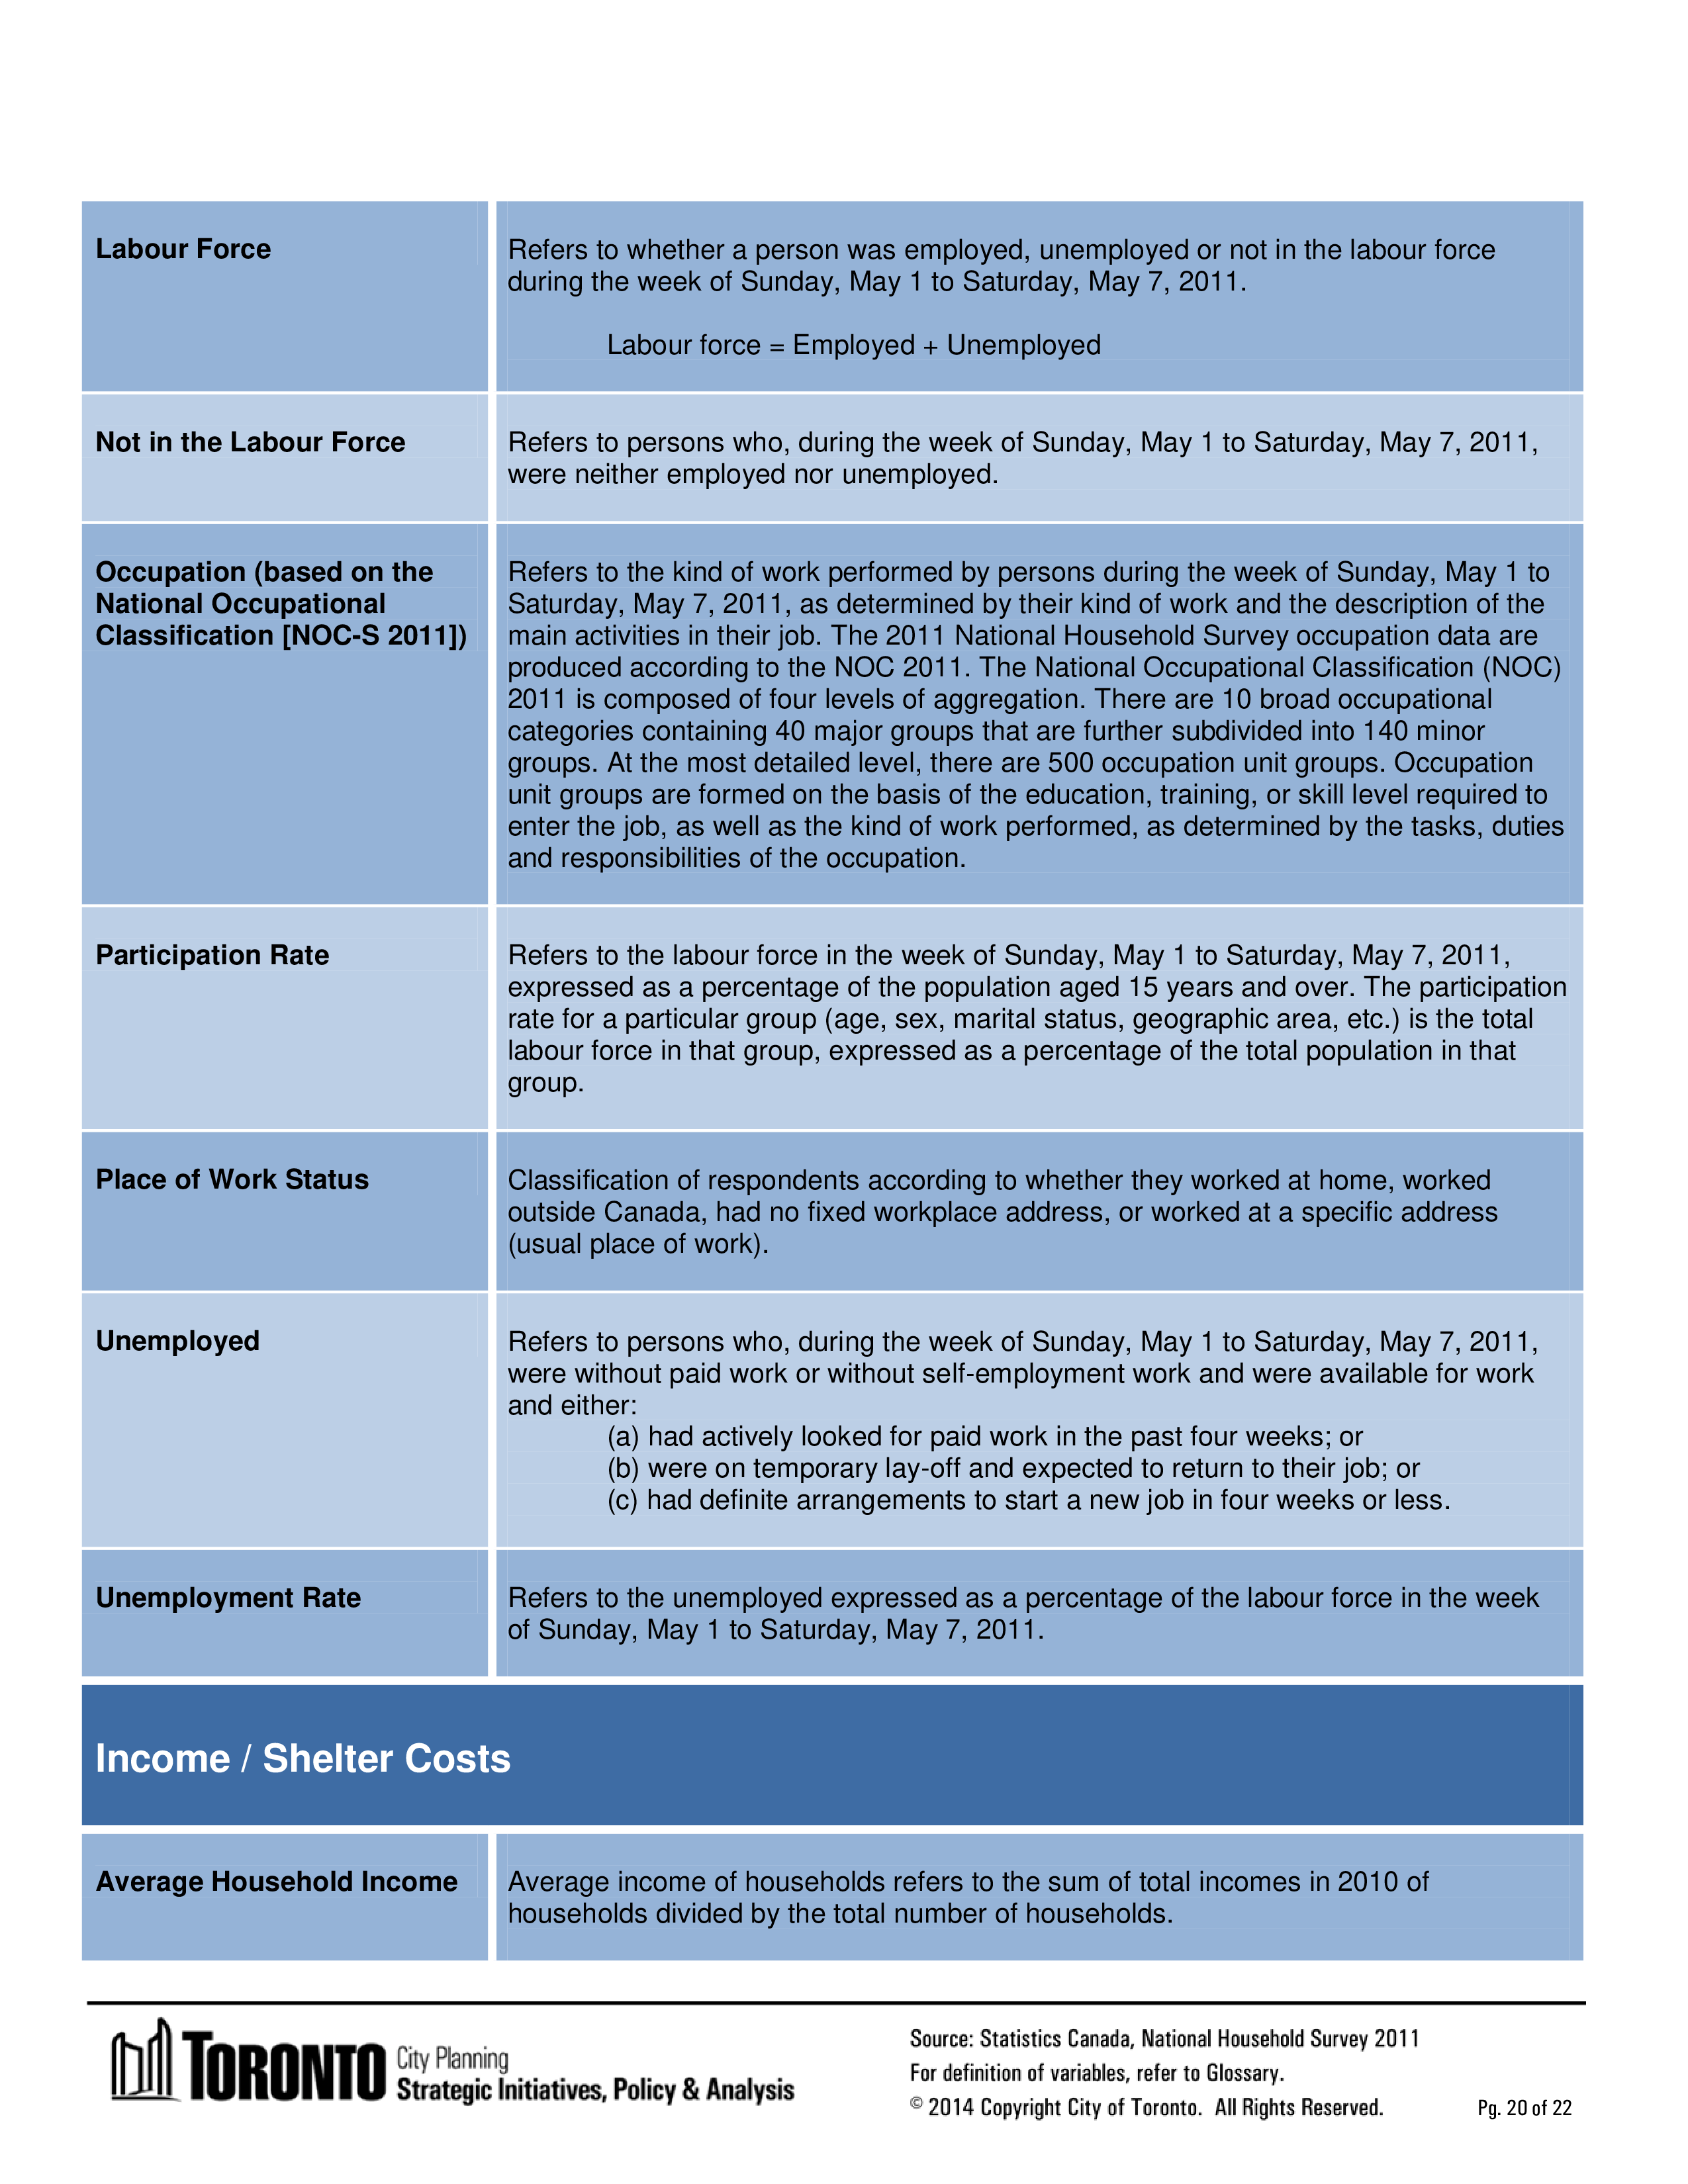 Labour Force
Refers to whether a person was employed, unemployed or not in the labour force
during the week of Sunday, May 1 to Saturday, May 7, 2011.
Labour force = Employed + Unemployed
Not in the Labour Force
Refers to persons who, during the week of Sunday, May 1 to Saturday, May 7, 2011,
were neither employed nor unemployed.
Occupation (based on the
National Occupational
Classification [NOC-S 2011])
Refers to the kind of work performed by persons during the week of Sunday, May 1 to
Saturday, May 7, 2011, as determined by their kind of work and the description of the
main activities in their job. The 2011 National Household Survey occupation data are
produced according to the NOC 2011. The National Occupational Classification (NOC)
2011 is composed of four levels of aggregation. There are 10 broad occupational
categories containing 40 major groups that are further subdivided into 140 minor
groups. At the most detailed level, there are 500 occupation unit groups. Occupation
unit groups are formed on the basis of the education, training, or skill level required to
enter the job, as well as the kind of work performed, as determined by the tasks, duties
and responsibilities of the occupation.
Participation Rate
Refers to the labour force in the week of Sunday, May 1 to Saturday, May 7, 2011,
expressed as a percentage of the population aged 15 years and over. The participation
rate for a particular group (age, sex, marital status, geographic area, etc.) is the total
labour force in that group, expressed as a percentage of the total population in that
group.
Place of Work Status
Classification of respondents according to whether they worked at home, worked
outside Canada, had no fixed workplace address, or worked at a specific address
(usual place of work).
Unemployed
Refers to persons who, during the week of Sunday, May 1 to Saturday, May 7, 2011,
were without paid work or without self-employment work and were available for work
and either:
(a) had actively looked for paid work in the past four weeks; or
(b) were on temporary lay-off and expected to return to their job; or
(c) had definite arrangements to start a new job in four weeks or less.
Unemployment Rate
Refers to the unemployed expressed as a percentage of the labour force in the week
of Sunday, May 1 to Saturday, May 7, 2011.
Income / Shelter Costs
Average Household Income
Average income of households refers to the sum of total incomes in 2010 of
households divided by the total number of households.
TORONTO
City Planning
Strategic Initiatives, Policy & Analysis
Source: Statistics Canada, National Household Survey 2011
For definition of variables, refer to Glossary.
© 2014 Copyright City of Toronto. All Rights Reserved.
Pg. 20 of 22